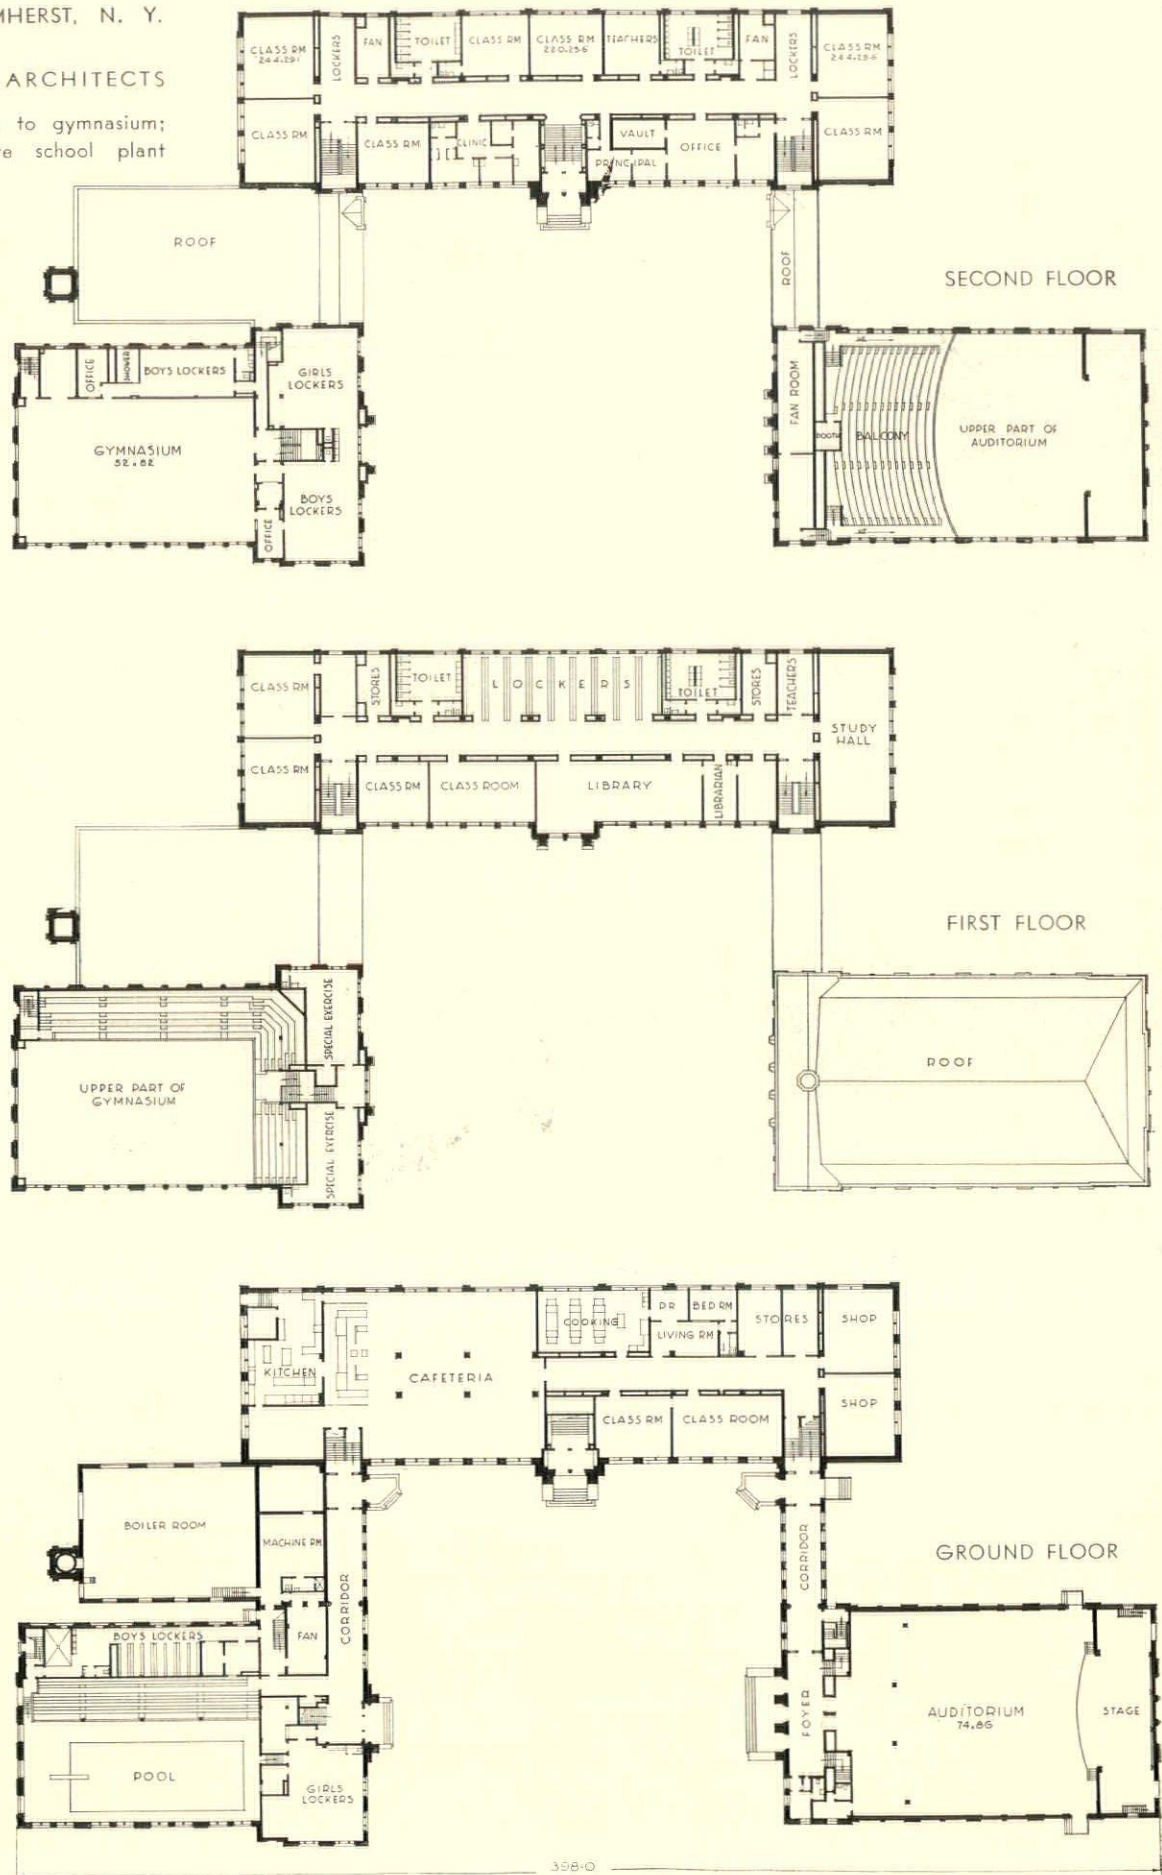 MHERST, N. Y.
ARCHITECTS
to gymnasium;
school plant
CLASS RM
24.4.29.1
LOCKERS
FAN
TOILET
CLASS RM
CLASS RM
22.0.25.6
TEACHERS
TOILET
FAN
LOCKERS
CLASS RM
24.4.25.6
CLASS RM
CLASS RM
CLINIC
VAULT
PRINCIPAL
OFFICE
CLASS RM
ROOF
ROOF
SECOND FLOOR
OFFICE
SHOWER
BOYS LOCKERS
GIRLS
LOCKERS
GYMNASIUM
52.82
OFFICE
BOYS
LOCKERS
FAN ROOM
BOOTH
BALCONY
UPPER PART OF
AUDITORIUM
CLASS RM
STORES
TOILET
LOCKERS
TOILET
STORES
TEACHERS
STUDY
HALL
CLASS RM
CLASS RM
CLASS ROOM
LIBRARY
LIBRARIAN
FIRST FLOOR
SPECIAL EXERCISE
UPPER PART OF
GYMNASIUM
SPECIAL EXERCISE
ROOF
KITCHEN
CAFETERIA
COOKING
DR
BED RM
LIVING RM
STORES
SHOP
CLASS RM
CLASS ROOM
SHOP
BOILER ROOM
MACHINE RM
CORRIDOR
CORRIDOR
GROUND FLOOR
BOYS LOCKERS
FAN
POOL
GIRLS
LOCKERS
FOYER
AUDITORIUM
74.86
STAGE
398-0